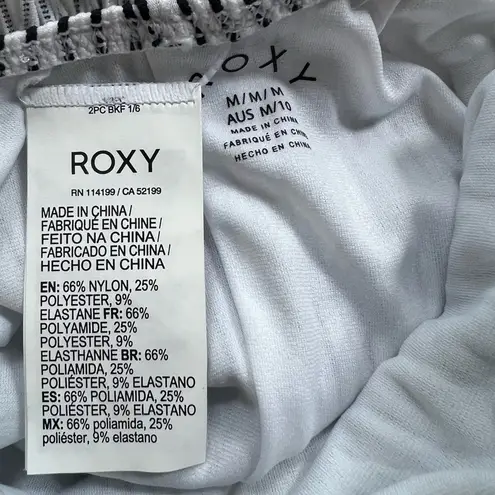 2PC BKF 1/6
ROXY
RN 114199 / CA 52199
MADE IN CHINA /
FABRIQUÉ EN CHINE /
FEITO NA CHINA /
FABRICADO EN CHINA /
HECHO EN CHINA
EN: 66% NYLON, 25%
POLYESTER, 9%
ELASTANE FR: 66%
POLYAMIDE, 25%
POLYESTER, 9%
ELASTHANNE BR: 66%
POLIAMIDA, 25%
POLIÉSTER, 9% ELASTANO
ES: 66% POLIAMIDA, 25%
POLIÉSTER, 9% ELASTANO
MX: 66% poliamida, 25%
poliéster, 9% elastano
ROXY
M/M/M
AUS M/10
MADE IN CHINA
FABRIQUÉ EN CHINE
HECHO EN CHINA